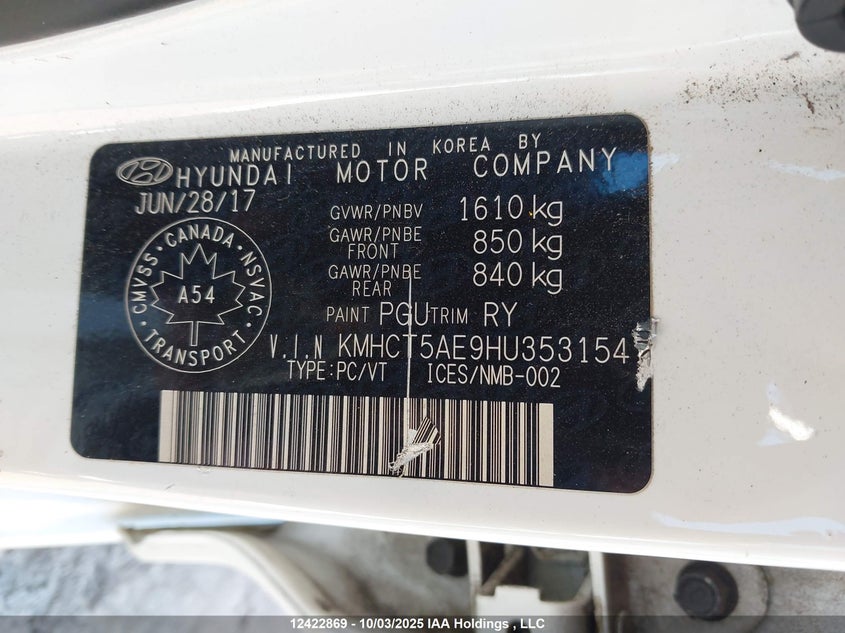 MANUFACTURED IN KOREA BY
HYUNDAI MOTOR COMPANY
JUN/28/17
GVWR/PNBV 1610 kg
GAWR/PNBE FRONT 850 kg
GAWR/PNBE REAR 840 kg
CMVSS · CANADA · NSVAC · TRANSPORT ·
A54
PAINT PGU TRIM RY
V.I.N KMHCT5AE9HU353154
TYPE:PC/VT ICES/NMB-002
12422869 - 10/03/2025 IAA Holdings , LLC